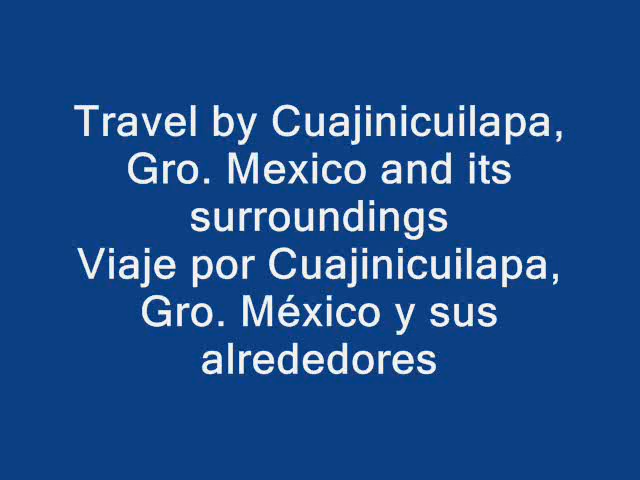 Travel by Cuajinicuilapa,
Gro. Mexico and its
surroundings
Viaje por Cuajinicuilapa,
Gro. México y sus
alrededores